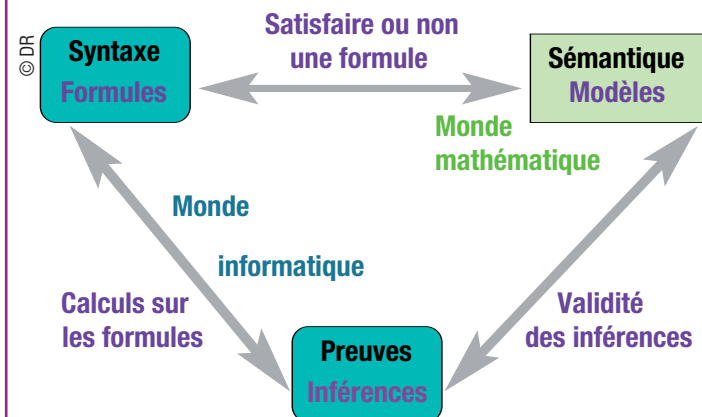 © DR
Satisfaire ou non
une formule
Syntaxe
Formules
Sémantique
Modèles
Monde
mathématique
Monde
informatique
Calculs sur
les formules
Validité
des inférences
Preuves
Inférences